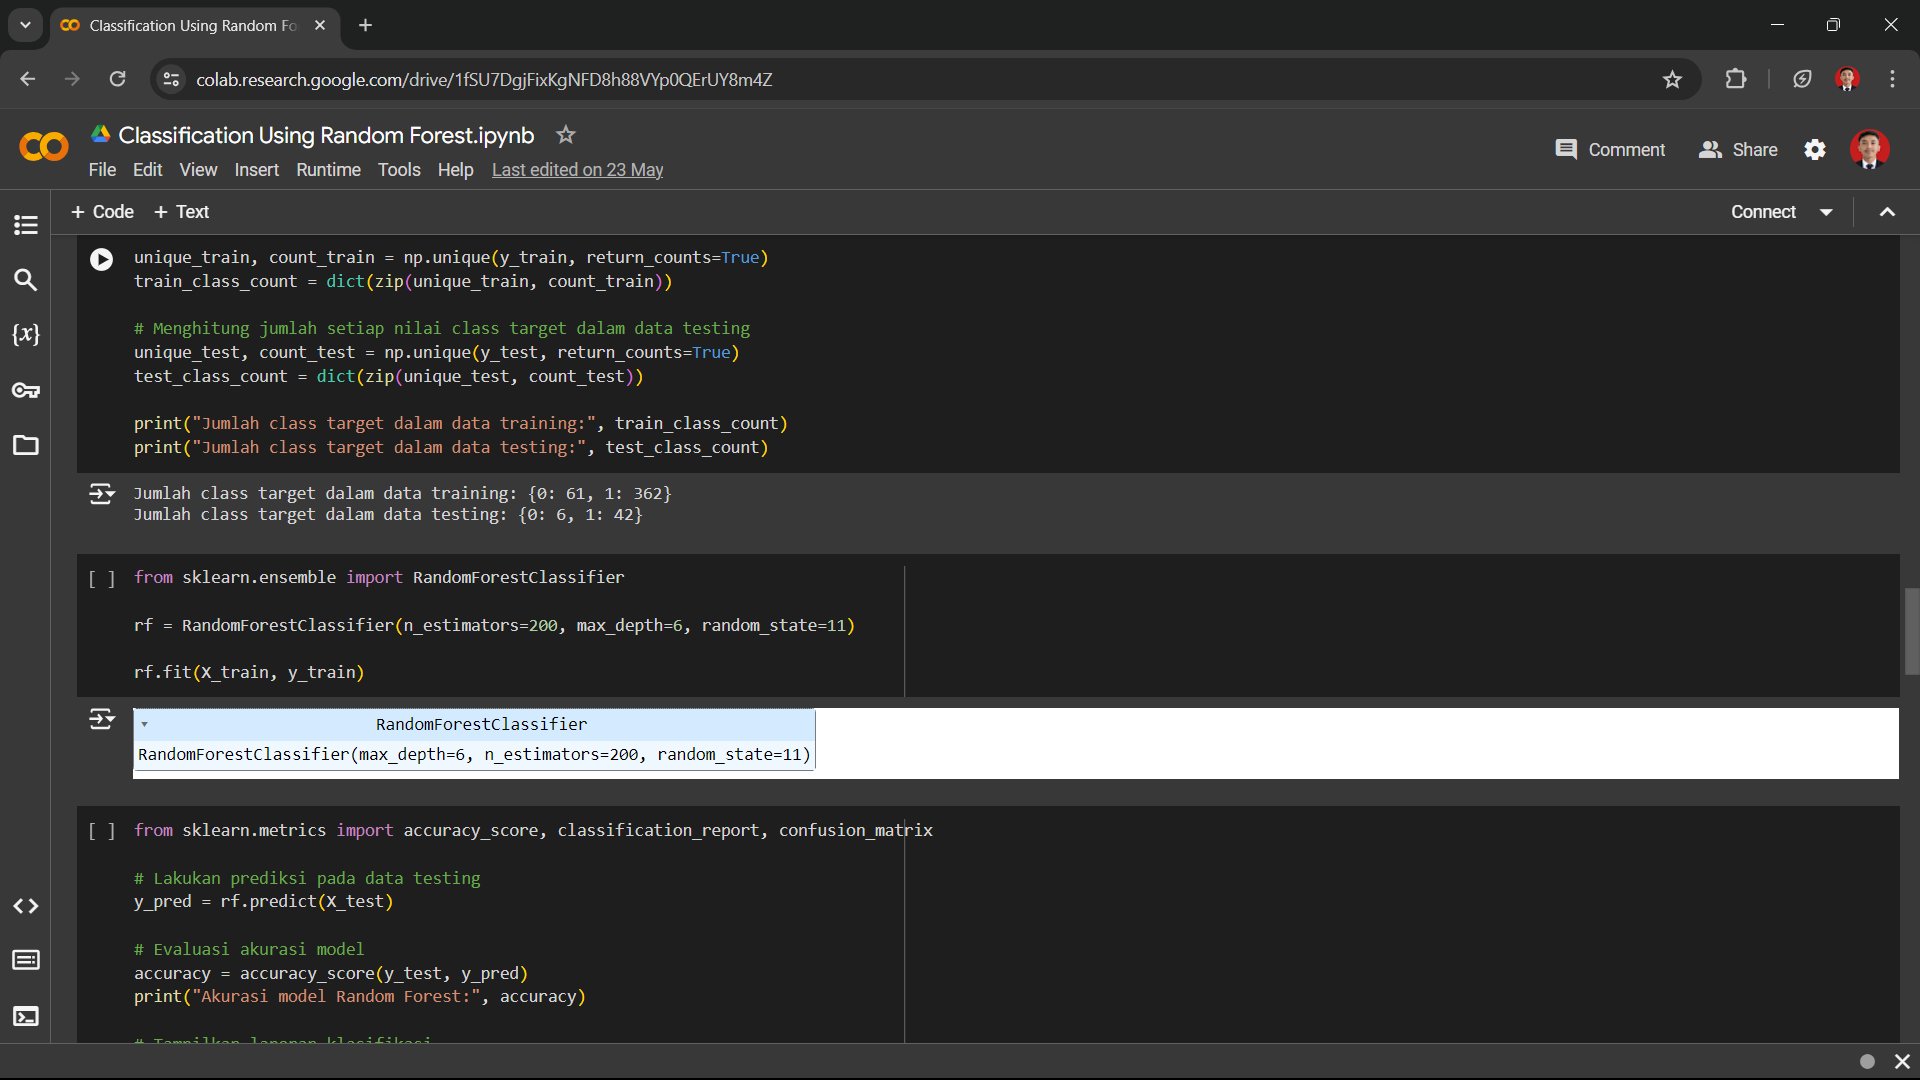 Classification Using Random Fo
colab.research.google.com/drive/1fSU7DgjFixKgNFD8h88VYp0QErUY8m4Z
Classification Using Random Forest.ipynb
Comment
Share
File Edit View Insert Runtime Tools Help Last edited on 23 May
+ Code + Text
Connect
unique_train, count_train = np.unique(y_train, return_counts=True)
train_class_count = dict(zip(unique_train, count_train))
# Menghitung jumlah setiap nilai class target dalam data testing
unique_test, count_test = np.unique(y_test, return_counts=True)
test_class_count = dict(zip(unique_test, count_test))
print("Jumlah class target dalam data training:", train_class_count)
print("Jumlah class target dalam data testing:", test_class_count)
Jumlah class target dalam data training: {0: 61, 1: 362}
Jumlah class target dalam data testing: {0: 6, 1: 42}
[ ] from sklearn.ensemble import RandomForestClassifier
rf = RandomForestClassifier(n_estimators=200, max_depth=6, random_state=11)
rf.fit(X_train, y_train)
RandomForestClassifier
RandomForestClassifier(max_depth=6, n_estimators=200, random_state=11)
[ ] from sklearn.metrics import accuracy_score, classification_report, confusion_matrix
# Lakukan prediksi pada data testing
y_pred = rf.predict(X_test)
# Evaluasi akurasi model
accuracy = accuracy_score(y_test, y_pred)
print("Akurasi model Random Forest:", accuracy)
# Tampilkan laporan klasifikasi